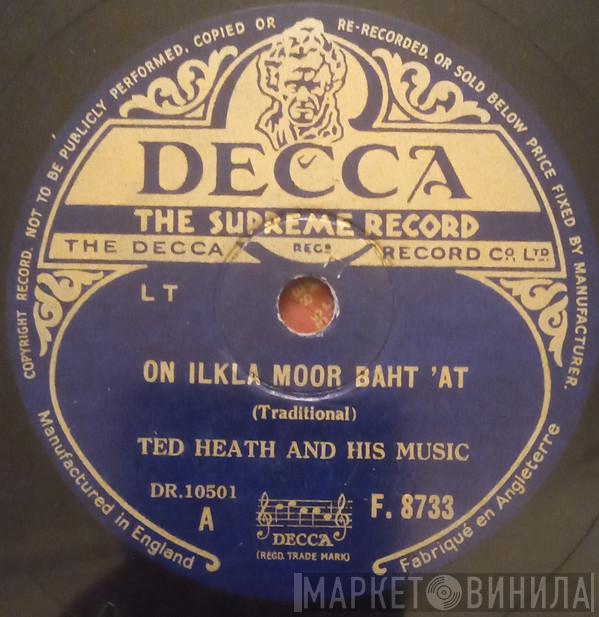 COPYRIGHT RECORD. NOT TO BE PUBLICLY PERFORMED, COPIED OR RE-RECORDED, OR SOLD BELOW PRICE FIXED BY MANUFACTURER.
DECCA
THE SUPREME RECORD
THE DECCA REGD RECORD CO LTD
LT
ON ILKLA MOOR BAHT 'AT
(Traditional)
TED HEATH AND HIS MUSIC
DR.10501
A
F. 8733
DECCA
(REGD. TRADE MARK)
Manufactured in England
Fabriqué en Angleterre
МАРКЕТ ВИНИЛА